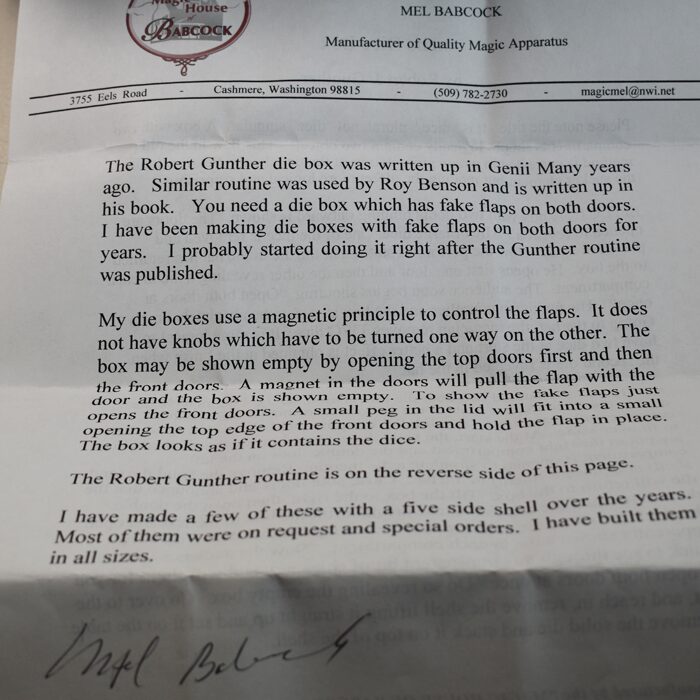 Magic
House
of
BABCOCK
MEL BABCOCK
Manufacturer of Quality Magic Apparatus
3755 Eels Road - Cashmere, Washington 98815 - (509) 782-2730 - magicmel@nwi.net
The Robert Gunther die box was written up in Genii Many years
ago. Similar routine was used by Roy Benson and is written up in
his book. You need a die box which has fake flaps on both doors.
I have been making die boxes with fake flaps on both doors for
years. I probably started doing it right after the Gunther routine
was published.
My die boxes use a magnetic principle to control the flaps. It does
not have knobs which have to be turned one way on the other. The
box may be shown empty by opening the top doors first and then
the front doors. A magnet in the doors will pull the flap with the
door and the box is shown empty. To show the fake flaps just
opens the front doors. A small peg in the lid will fit into a small
opening the top edge of the front doors and hold the flap in place.
The box looks as if it contains the dice.
The Robert Gunther routine is on the reverse side of this page.
I have made a few of these with a five side shell over the years.
Most of them were on request and special orders. I have built them
in all sizes.
Mel Babcock